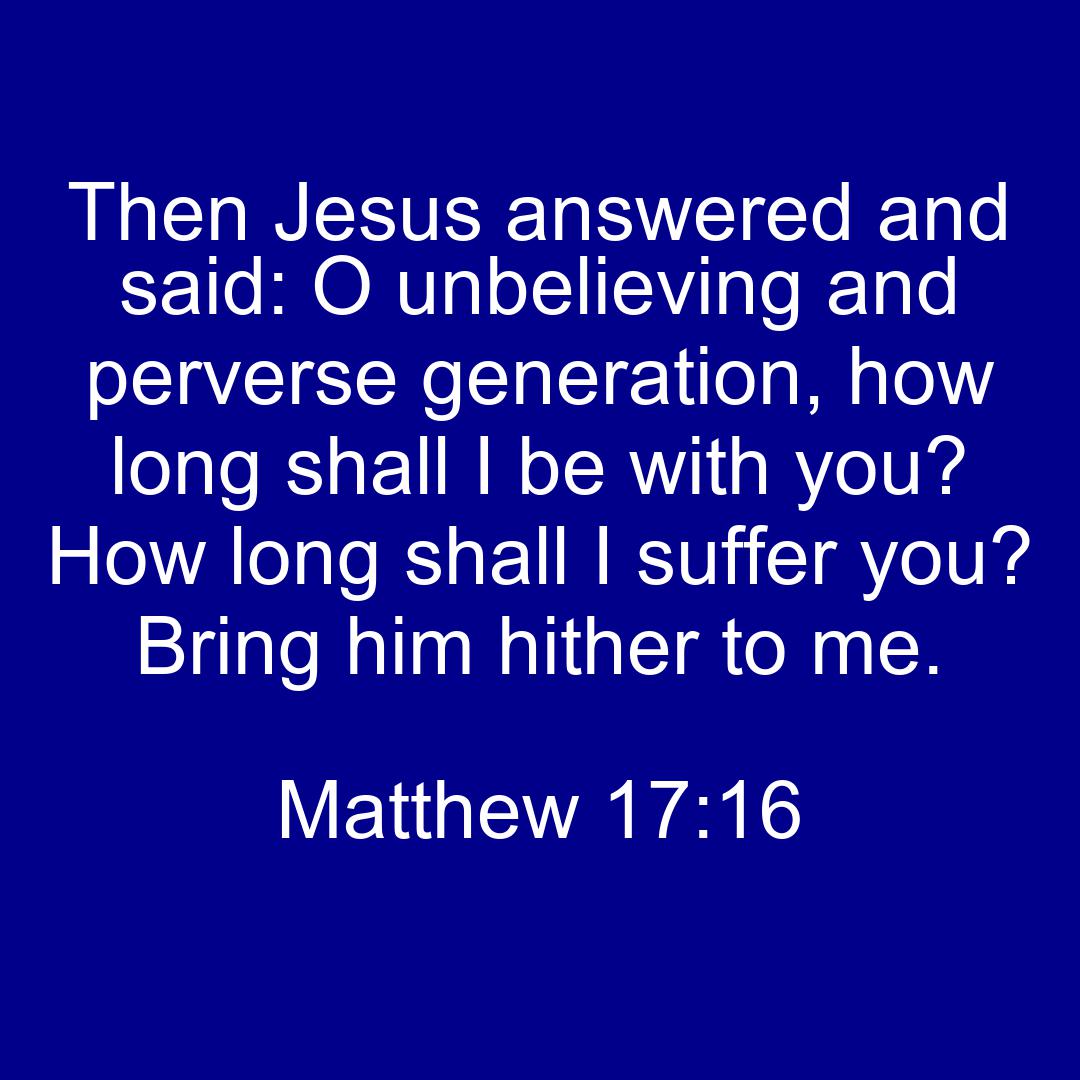 Then Jesus answered and
said: O unbelieving and
perverse generation, how
long shall I be with you?
How long shall I suffer you?
Bring him hither to me.
Matthew 17:16